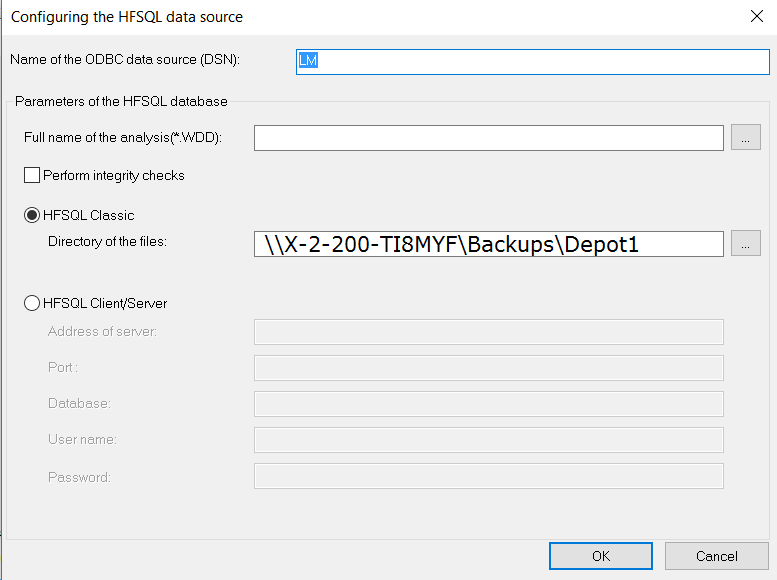 Configuring the HFSQL data source
Name of the ODBC data source (DSN): LM
Parameters of the HFSQL database
Full name of the analysis(*.WDD): ...
Perform integrity checks
HFSQL Classic
Directory of the files: \\X-2-200-TI8MYF\Backups\Depot1 ...
HFSQL Client/Server
Address of server:
Port :
Database:
User name:
Password:
OK Cancel